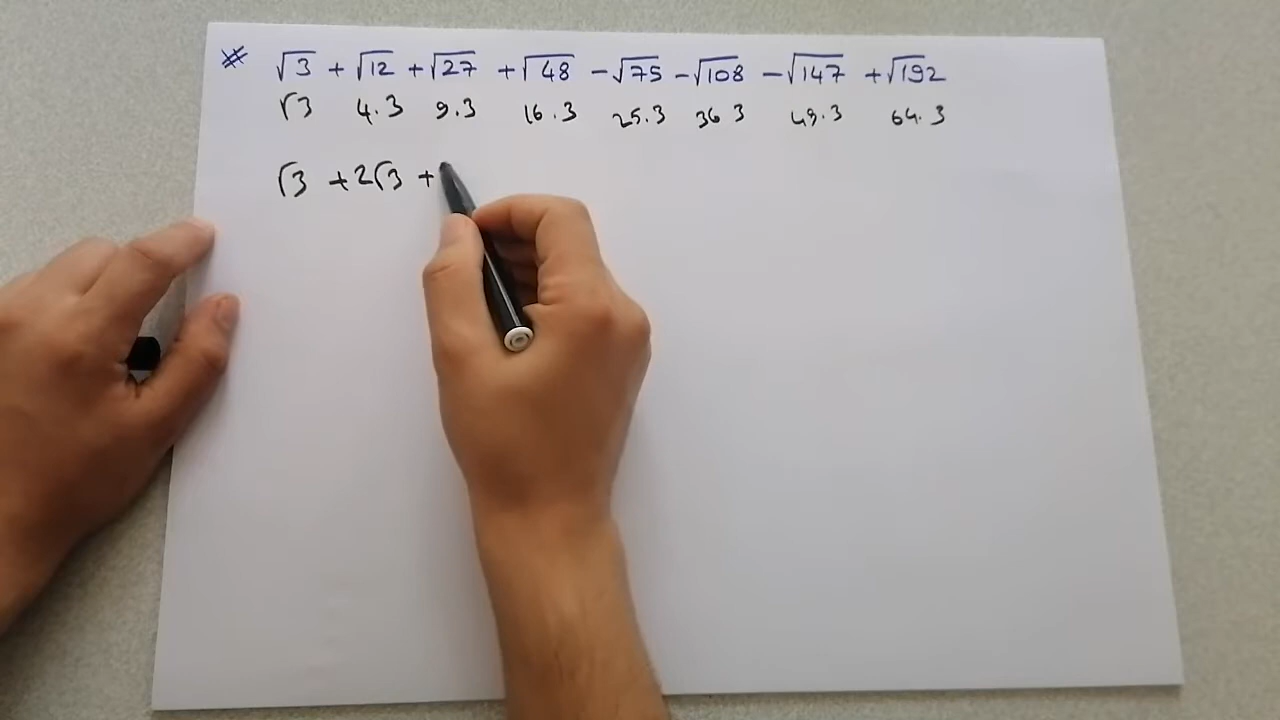 ※ √3 + √12 + √27 + √48 - √75 - √108 - √147 + √192
√3 4.3 9.3 16.3 25.3 36 3 49.3 64.3
√3 + 2√3 +